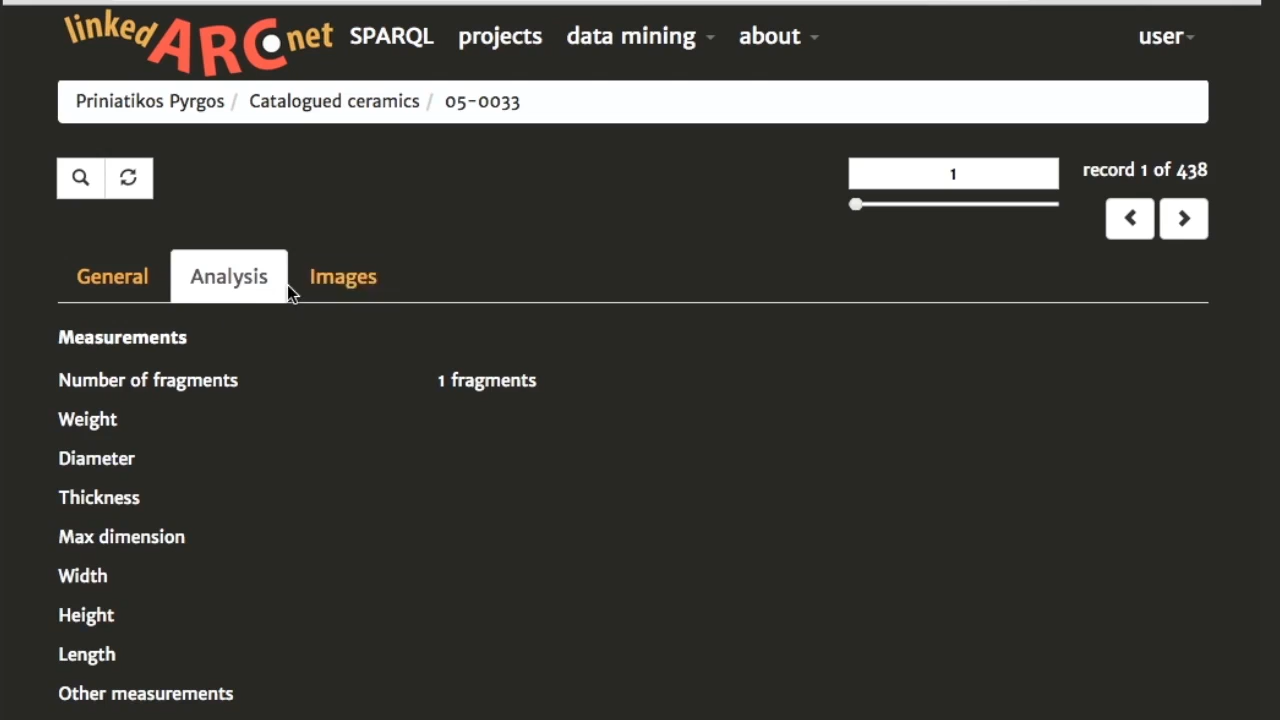 linkedARCnet SPARQL projects data mining about user
Priniatikos Pyrgos / Catalogued ceramics / 05-0033
1 record 1 of 438
General Analysis Images
Measurements
Number of fragments 1 fragments
Weight
Diameter
Thickness
Max dimension
Width
Height
Length
Other measurements